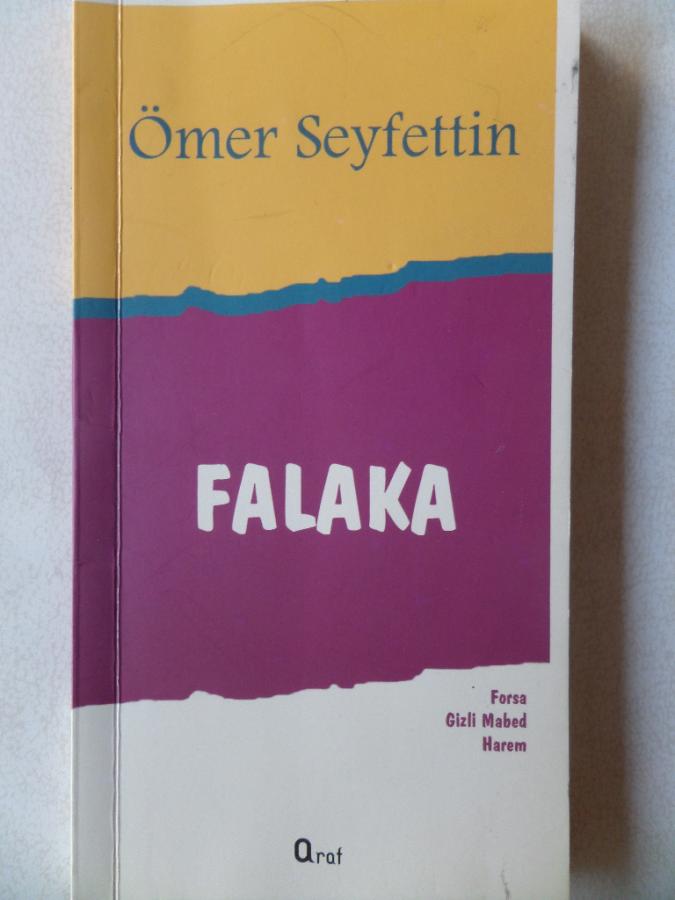 Ömer Seyfettin
FALAKA
Forsa
Gizli Mabed
Harem
araf